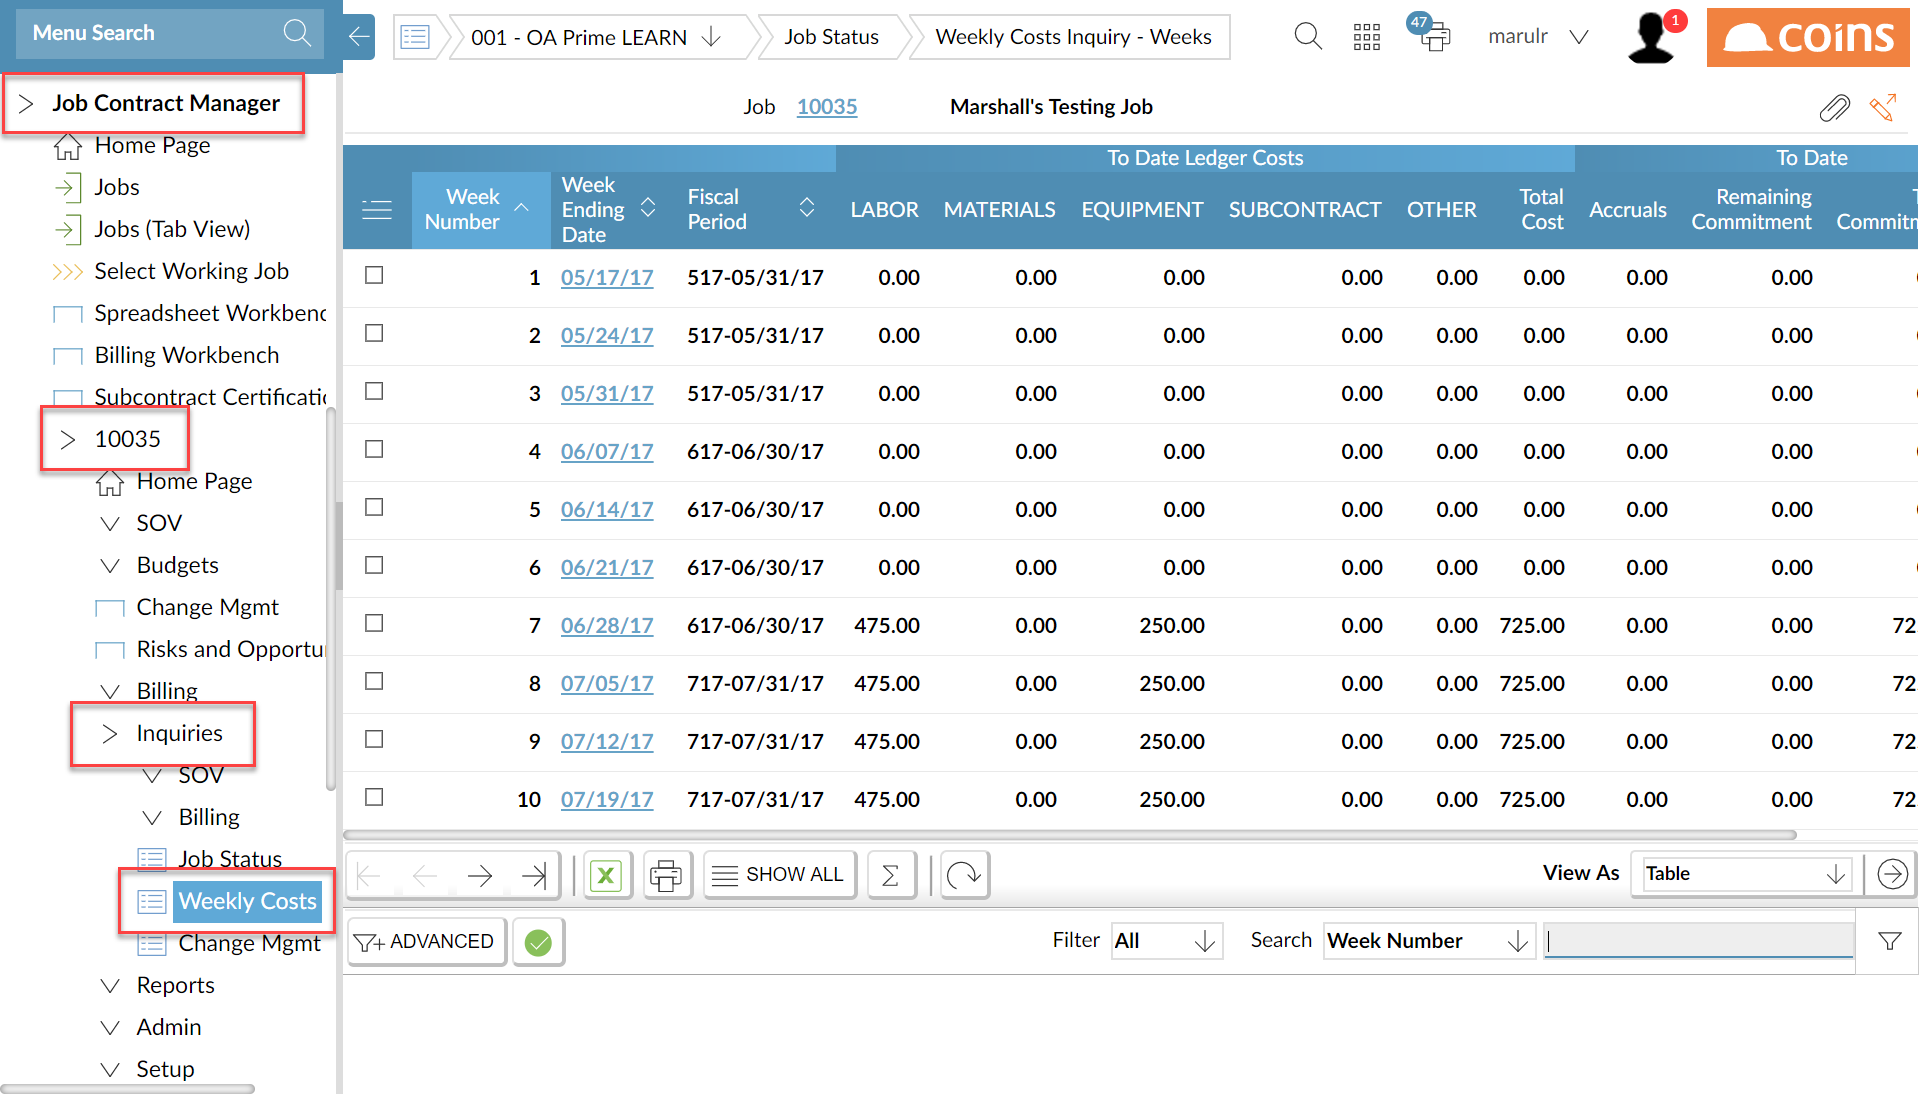 Menu Search
001 - OA Prime LEARN
Job Status
Weekly Costs Inquiry - Weeks
47
marulr
1
coins
Job Contract Manager
Home Page
Jobs
Jobs (Tab View)
Select Working Job
Spreadsheet Workbenc
Billing Workbench
Subcontract Certificatio
10035
Home Page
SOV
Budgets
Change Mgmt
Risks and Opportu
Billing
Inquiries
SOV
Billing
Job Status
Weekly Costs
Change Mgmt
Reports
Admin
Setup
Job 10035 Marshall's Testing Job
To Date Ledger Costs To Date
Week Number Week Ending Date Fiscal Period LABOR MATERIALS EQUIPMENT SUBCONTRACT OTHER Total Cost Accruals Remaining Commitment T Commitm
1 05/17/17 517-05/31/17 0.00 0.00 0.00 0.00 0.00 0.00 0.00 0.00
2 05/24/17 517-05/31/17 0.00 0.00 0.00 0.00 0.00 0.00 0.00 0.00
3 05/31/17 517-05/31/17 0.00 0.00 0.00 0.00 0.00 0.00 0.00 0.00
4 06/07/17 617-06/30/17 0.00 0.00 0.00 0.00 0.00 0.00 0.00 0.00
5 06/14/17 617-06/30/17 0.00 0.00 0.00 0.00 0.00 0.00 0.00 0.00
6 06/21/17 617-06/30/17 0.00 0.00 0.00 0.00 0.00 0.00 0.00 0.00
7 06/28/17 617-06/30/17 475.00 0.00 250.00 0.00 0.00 725.00 0.00 0.00 72
8 07/05/17 717-07/31/17 475.00 0.00 250.00 0.00 0.00 725.00 0.00 0.00 72
9 07/12/17 717-07/31/17 475.00 0.00 250.00 0.00 0.00 725.00 0.00 0.00 72
10 07/19/17 717-07/31/17 475.00 0.00 250.00 0.00 0.00 725.00 0.00 0.00 72
X SHOW ALL Σ View As Table
ADVANCED Filter All Search Week Number